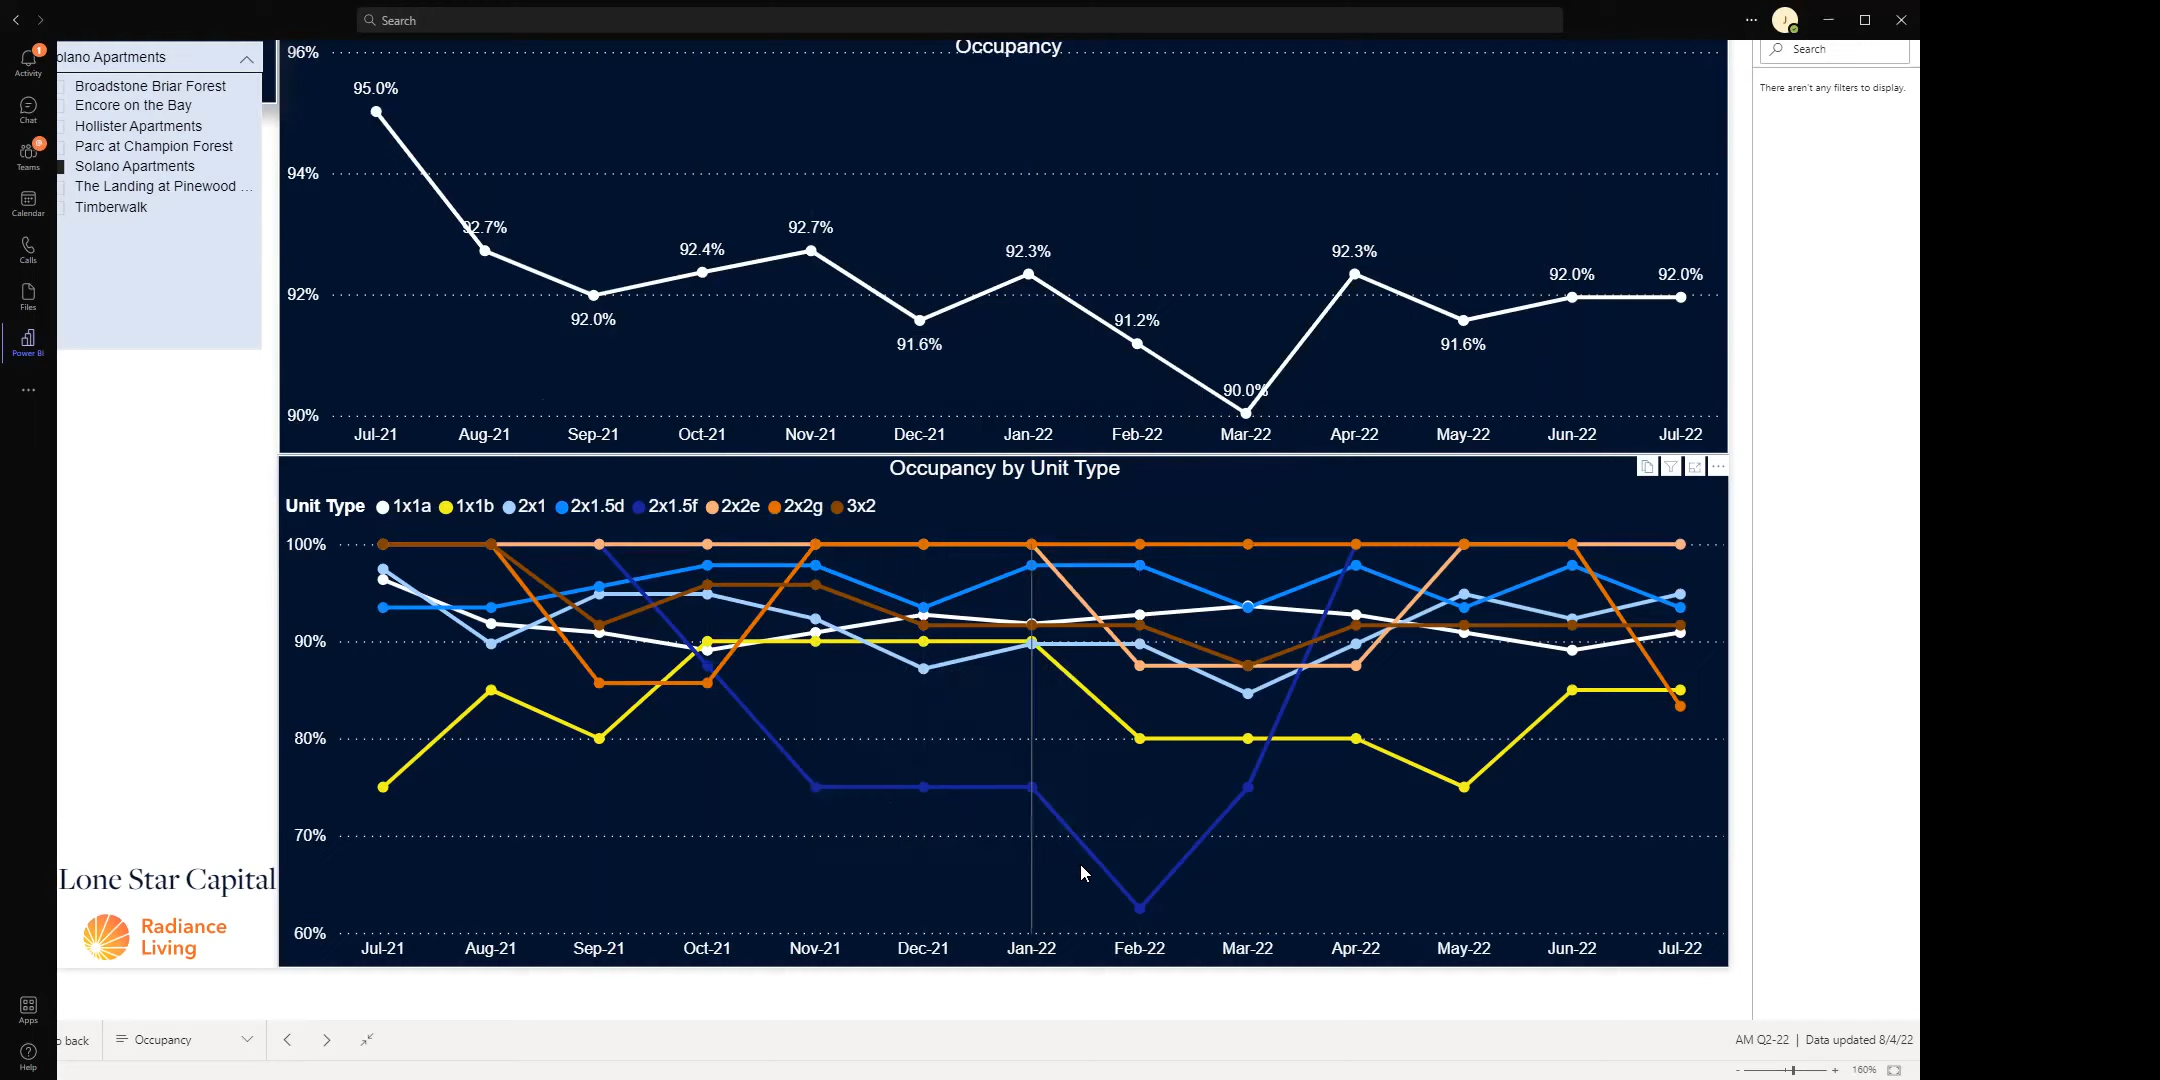 Search
Activity
Chat
Teams
Calendar
Calls
Files
Power BI
Apps
Help
olano Apartments
Broadstone Briar Forest
Encore on the Bay
Hollister Apartments
Parc at Champion Forest
Solano Apartments
The Landing at Pinewood ...
Timberwalk
Lone Star Capital
Radiance
Living
Occupancy
96%
94%
92%
90%
95.0%
92.7%
92.0%
92.4%
92.7%
91.6%
92.3%
91.2%
90.0%
92.3%
91.6%
92.0%
92.0%
Jul-21 Aug-21 Sep-21 Oct-21 Nov-21 Dec-21 Jan-22 Feb-22 Mar-22 Apr-22 May-22 Jun-22 Jul-22
Occupancy by Unit Type
Unit Type 1x1a 1x1b 2x1 2x1.5d 2x1.5f 2x2e 2x2g 3x2
100%
90%
80%
70%
60%
Jul-21 Aug-21 Sep-21 Oct-21 Nov-21 Dec-21 Jan-22 Feb-22 Mar-22 Apr-22 May-22 Jun-22 Jul-22
Search
There aren't any filters to display.
o back
Occupancy
AM Q2-22 | Data updated 8/4/22
- + 160%
J
1
@